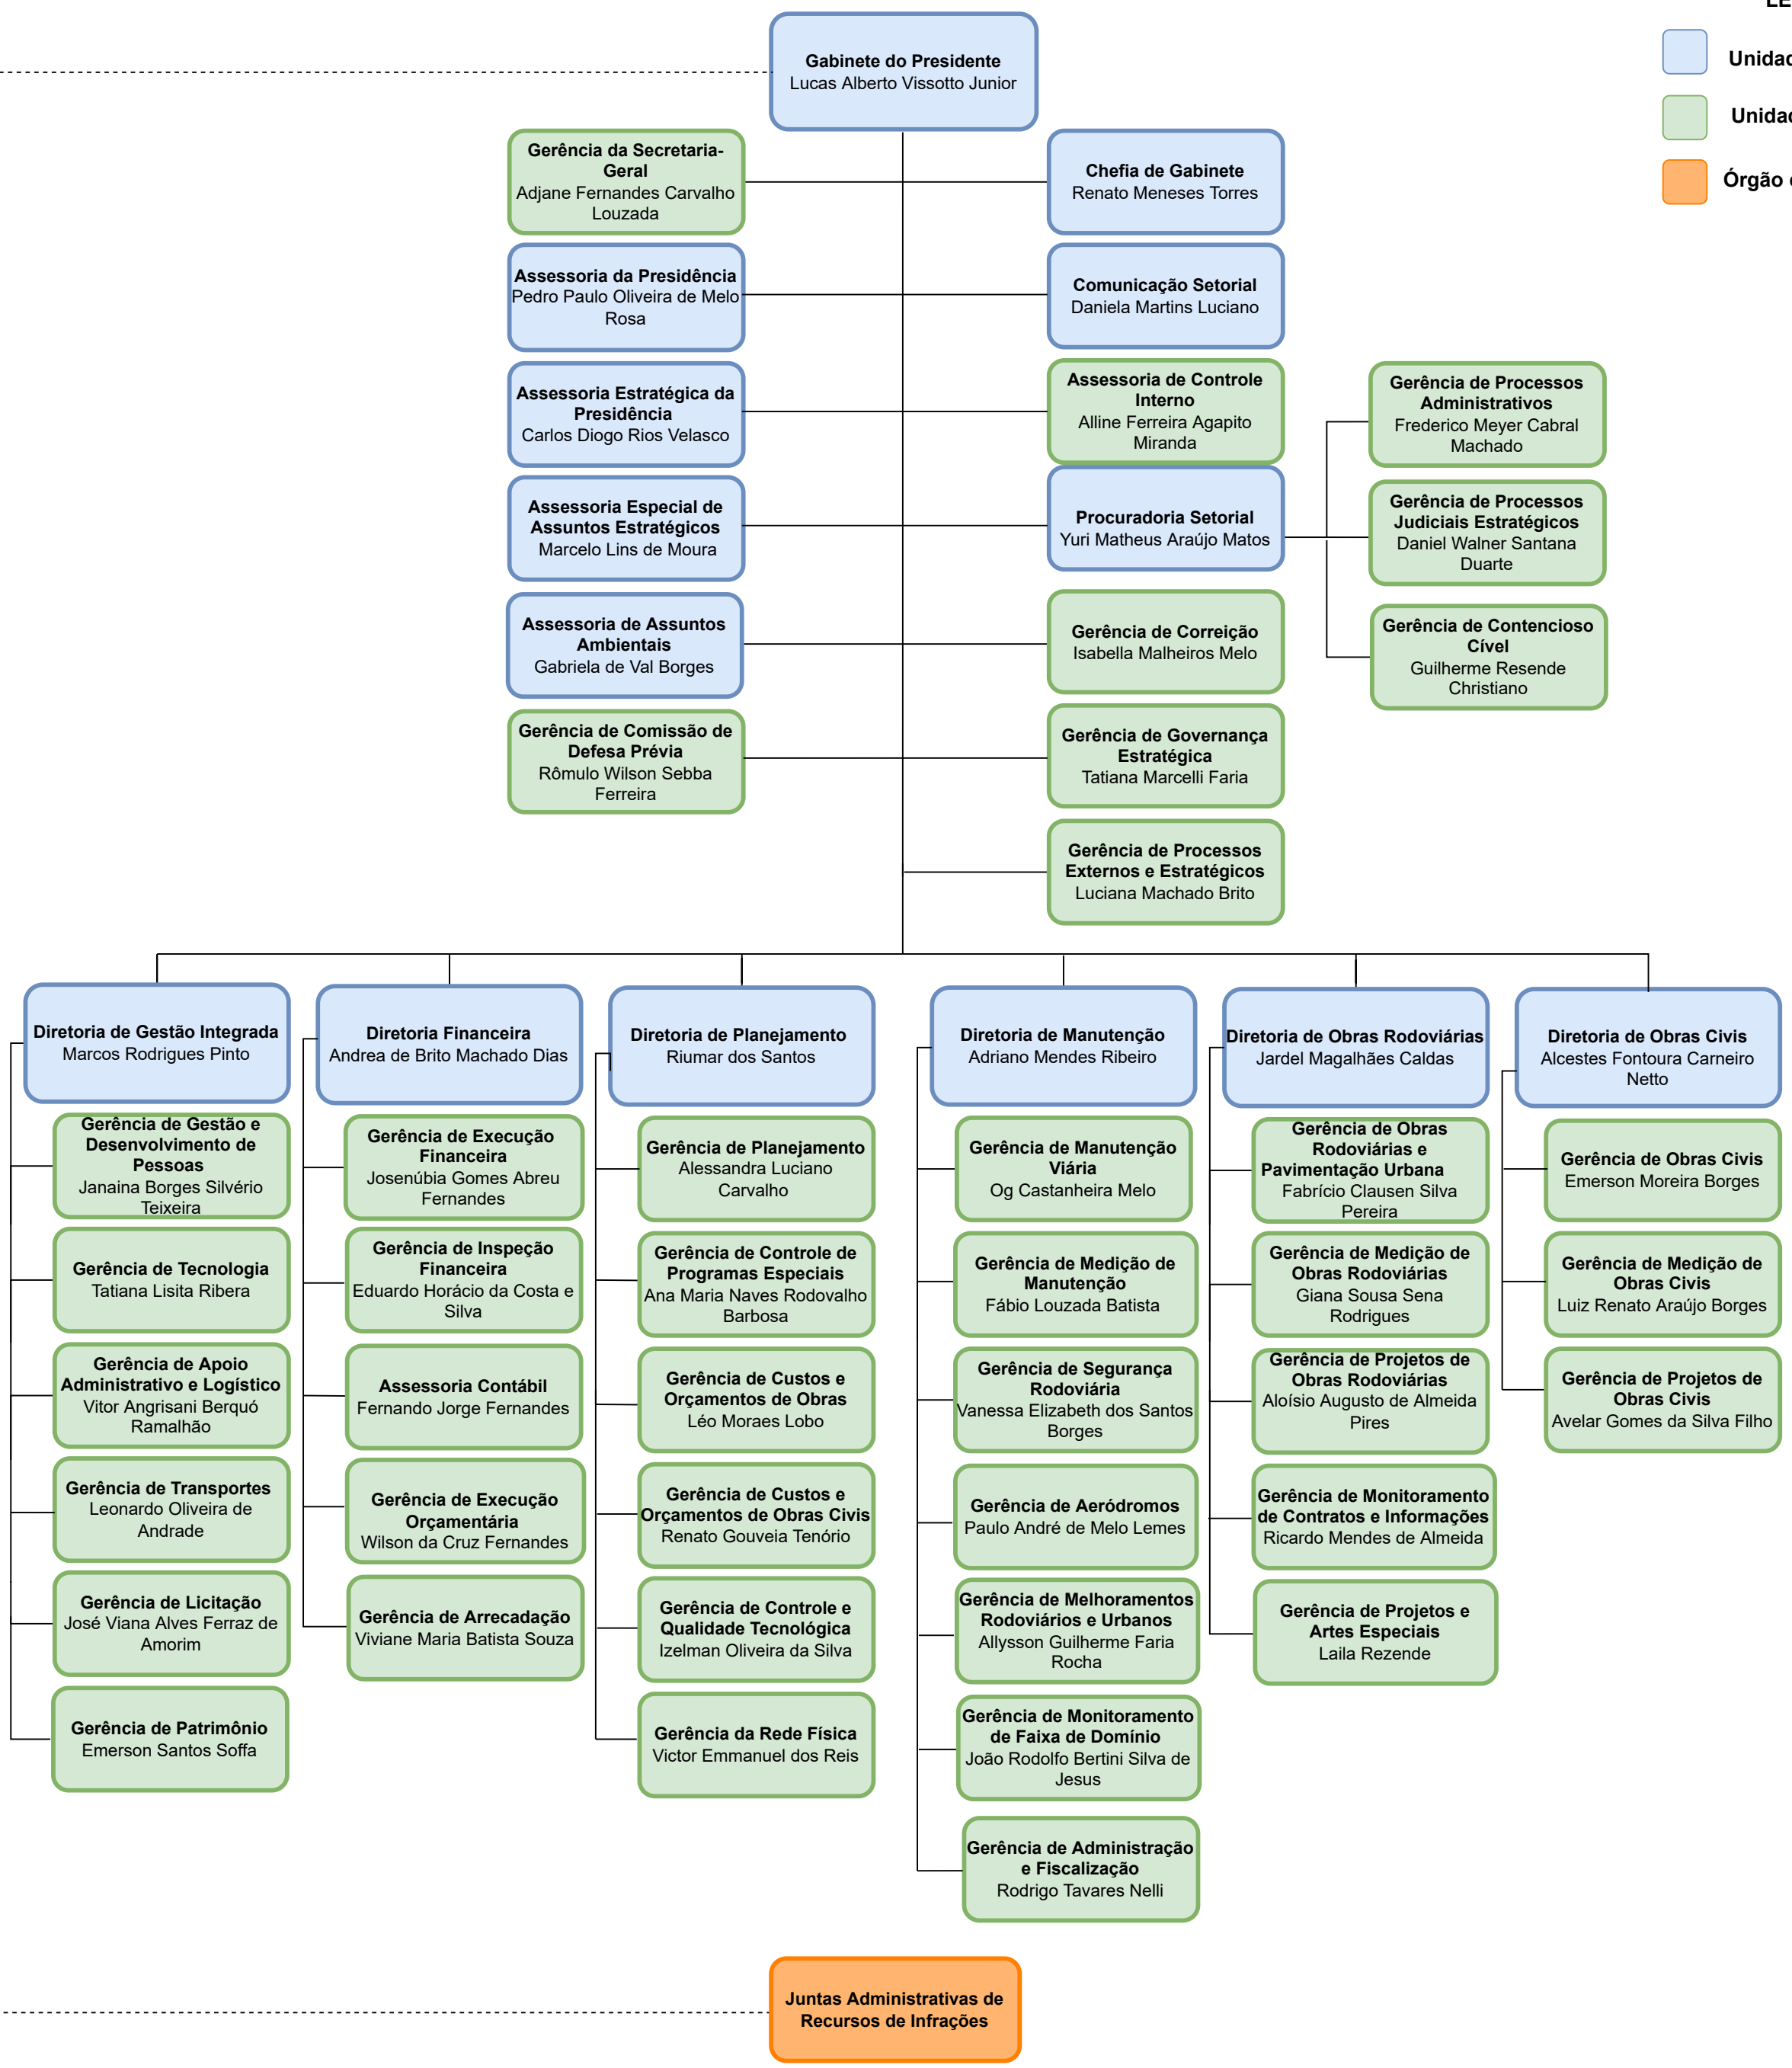 Gabinete do Presidente
Lucas Alberto Vissotto Junior
Unidad
Unidad
Órgão
Gerência da Secretaria-
Geral
Adjane Fernandes Carvalho
Louzada
Chefia de Gabinete
Renato Meneses Torres
Assessoria da Presidência
Pedro Paulo Oliveira de Melo
Rosa
Comunicação Setorial
Daniela Martins Luciano
Assessoria Estratégica da
Presidência
Carlos Diogo Rios Velasco
Assessoria de Controle
Interno
Alline Ferreira Agapito
Miranda
Gerência de Processos
Administrativos
Frederico Meyer Cabral
Machado
Assessoria Especial de
Assuntos Estratégicos
Marcelo Lins de Moura
Procuradoria Setorial
Yuri Matheus Araújo Matos
Gerência de Processos
Judiciais Estratégicos
Daniel Walner Santana
Duarte
Assessoria de Assuntos
Ambientais
Gabriela de Val Borges
Gerência de Correição
Isabella Malheiros Melo
Gerência de Contencioso
Cível
Guilherme Resende
Christiano
Gerência de Comissão de
Defesa Prévia
Rômulo Wilson Sebba
Ferreira
Gerência de Governança
Estratégica
Tatiana Marcelli Faria
Gerência de Processos
Externos e Estratégicos
Luciana Machado Brito
Diretoria de Gestão Integrada
Marcos Rodrigues Pinto
Gerência de Gestão e
Desenvolvimento de
Pessoas
Janaina Borges Silvério
Teixeira
Gerência de Tecnologia
Tatiana Lisita Ribera
Gerência de Apoio
Administrativo e Logístico
Vitor Angrisani Berquó
Ramalhão
Gerência de Transportes
Leonardo Oliveira de
Andrade
Gerência de Licitação
José Viana Alves Ferraz de
Amorim
Gerência de Patrimônio
Emerson Santos Soffa
Diretoria Financeira
Andrea de Brito Machado Dias
Gerência de Execução
Financeira
Josenúbia Gomes Abreu
Fernandes
Gerência de Inspeção
Financeira
Eduardo Horácio da Costa e
Silva
Assessoria Contábil
Fernando Jorge Fernandes
Gerência de Execução
Orçamentária
Wilson da Cruz Fernandes
Gerência de Arrecadação
Viviane Maria Batista Souza
Diretoria de Planejamento
Riumar dos Santos
Gerência de Planejamento
Alessandra Luciano
Carvalho
Gerência de Controle de
Programas Especiais
Ana Maria Naves Rodovalho
Barbosa
Gerência de Custos e
Orçamentos de Obras
Léo Moraes Lobo
Gerência de Custos e
Orçamentos de Obras Civis
Renato Gouveia Tenório
Gerência de Controle e
Qualidade Tecnológica
Izelman Oliveira da Silva
Gerência da Rede Física
Victor Emmanuel dos Reis
Diretoria de Manutenção
Adriano Mendes Ribeiro
Gerência de Manutenção
Viária
Og Castanheira Melo
Gerência de Medição de
Manutenção
Fábio Louzada Batista
Gerência de Segurança
Rodoviária
Vanessa Elizabeth dos Santos
Borges
Gerência de Aeródromos
Paulo André de Melo Lemes
Gerência de Melhoramentos
Rodoviários e Urbanos
Allysson Guilherme Faria
Rocha
Gerência de Monitoramento
de Faixa de Domínio
João Rodolfo Bertini Silva de
Jesus
Gerência de Administração
e Fiscalização
Rodrigo Tavares Nelli
Diretoria de Obras Rodoviárias
Jardel Magalhães Caldas
Gerência de Obras
Rodoviárias e
Pavimentação Urbana
Fabrício Clausen Silva
Pereira
Gerência de Medição de
Obras Rodoviárias
Giana Sousa Sena
Rodrigues
Gerência de Projetos de
Obras Rodoviárias
Aloísio Augusto de Almeida
Pires
Gerência de Monitoramento
de Contratos e Informações
Ricardo Mendes de Almeida
Gerência de Projetos e
Artes Especiais
Laila Rezende
Diretoria de Obras Civis
Alcestes Fontoura Carneiro
Netto
Gerência de Obras Civis
Emerson Moreira Borges
Gerência de Medição de
Obras Civis
Luiz Renato Araújo Borges
Gerência de Projetos de
Obras Civis
Avelar Gomes da Silva Filho
Juntas Administrativas de
Recursos de Infrações